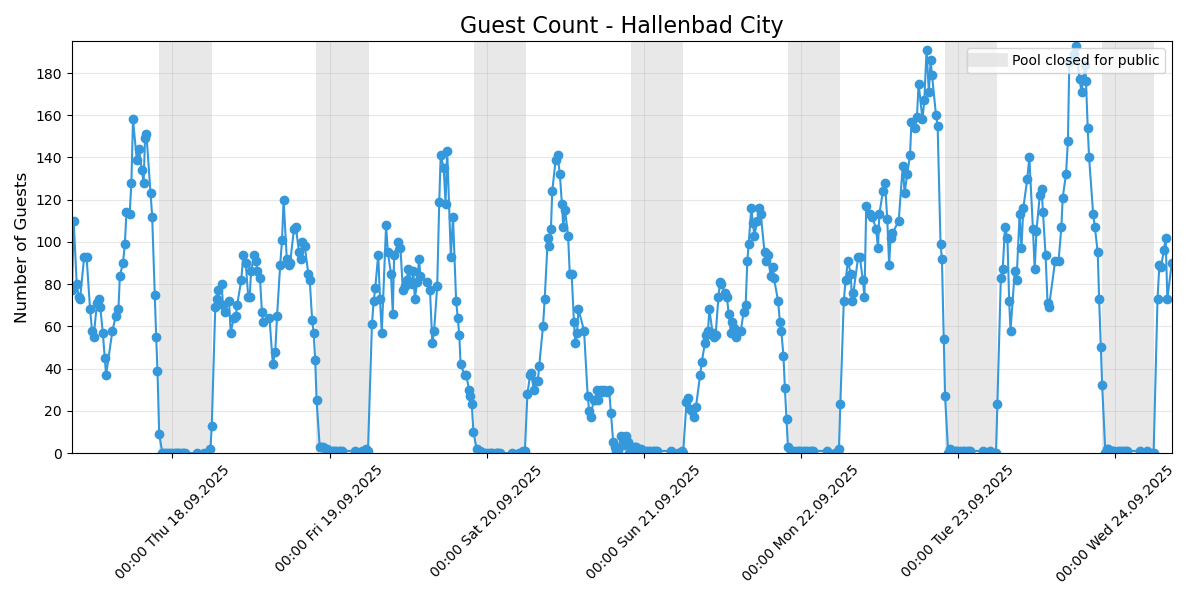 Guest Count - Hallenbad City
Pool closed for public
Number of Guests
180
160
140
120
100
80
60
40
20
0
00:00 Thu 18.09.2025
00:00 Fri 19.09.2025
00:00 Sat 20.09.2025
00:00 Sun 21.09.2025
00:00 Mon 22.09.2025
00:00 Tue 23.09.2025
00:00 Wed 24.09.2025